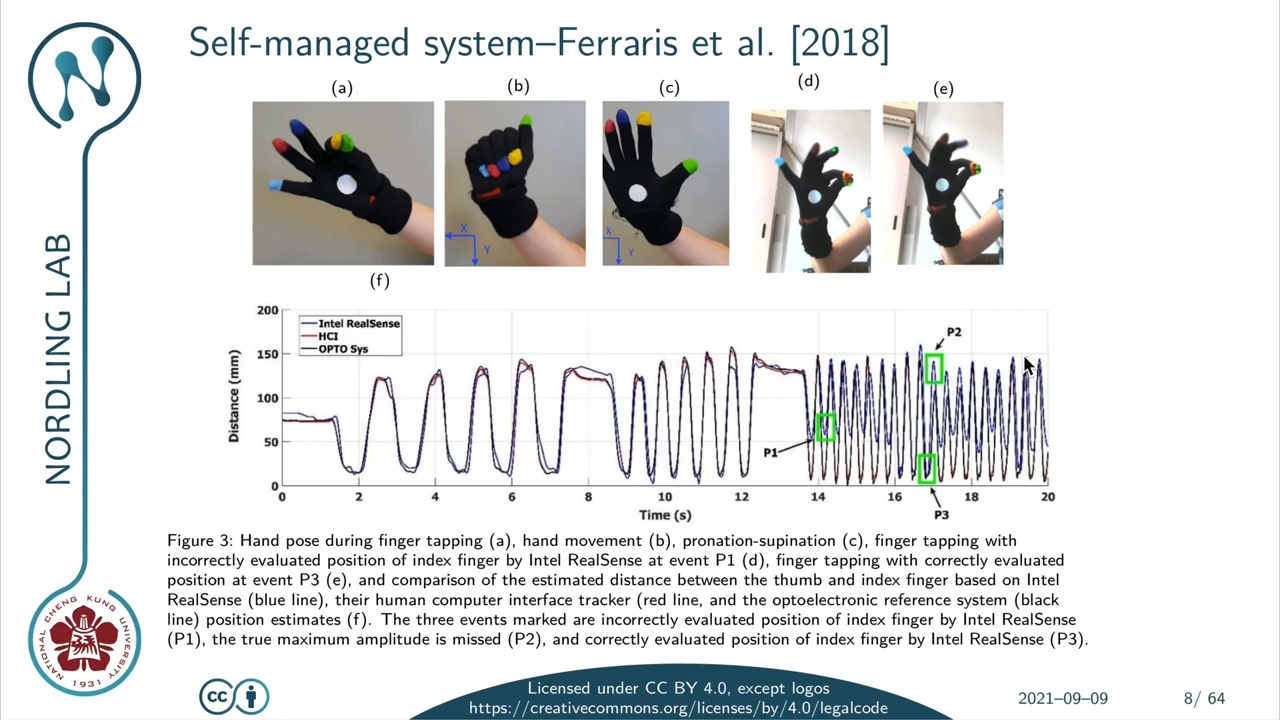 Self-managed system–Ferraris et al. [2018]
(a)
(b)
(c)
(d)
(e)
X
Y
X
Y
(f)
NORDLING LAB
Distance (mm)
200
150
100
50
0
Intel RealSense
HCI
OPTO Sys
P1
P2
P3
0 2 4 6 8 10 12 14 16 18 20
Time (s)
Figure 3: Hand pose during finger tapping (a), hand movement (b), pronation-supination (c), finger tapping with
incorrectly evaluated position of index finger by Intel RealSense at event P1 (d), finger tapping with correctly evaluated
position at event P3 (e), and comparison of the estimated distance between the thumb and index finger based on Intel
RealSense (blue line), their human computer interface tracker (red line, and theoptoelectronic reference system (black
line) position estimates (f). The three events marked are incorrectly evaluated position of index finger by Intel RealSense
(P1), the true maximum amplitude is missed (P2), and correctly evaluated position of index finger by Intel RealSense (P3).
NATIONAL CHENG KUNG UNIVERSITY
1931
cc
Licensed under CC BY 4.0, except logos
https://creativecommons.org/licenses/by/4.0/legalcode
2021–09–09
8/ 64